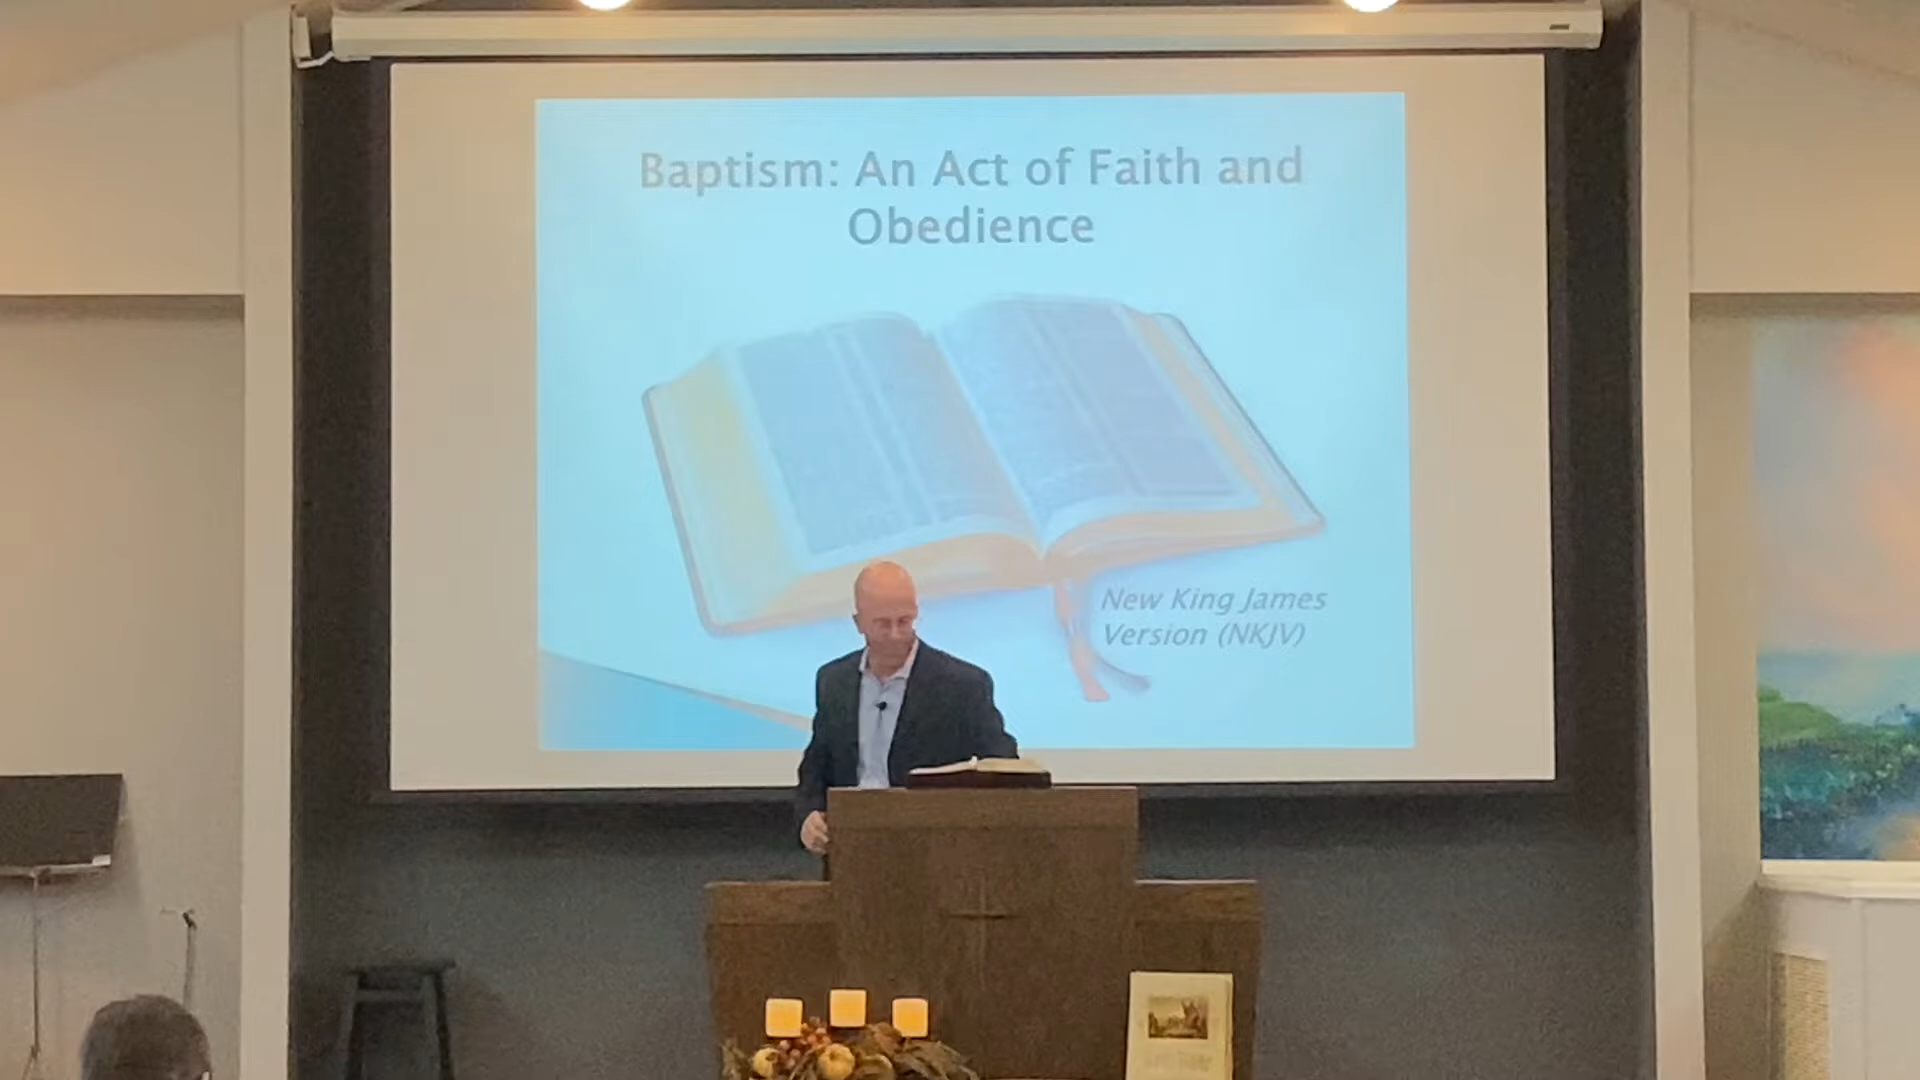 Baptism: An Act of Faith and
Obedience
New King James
Version (NKJV)